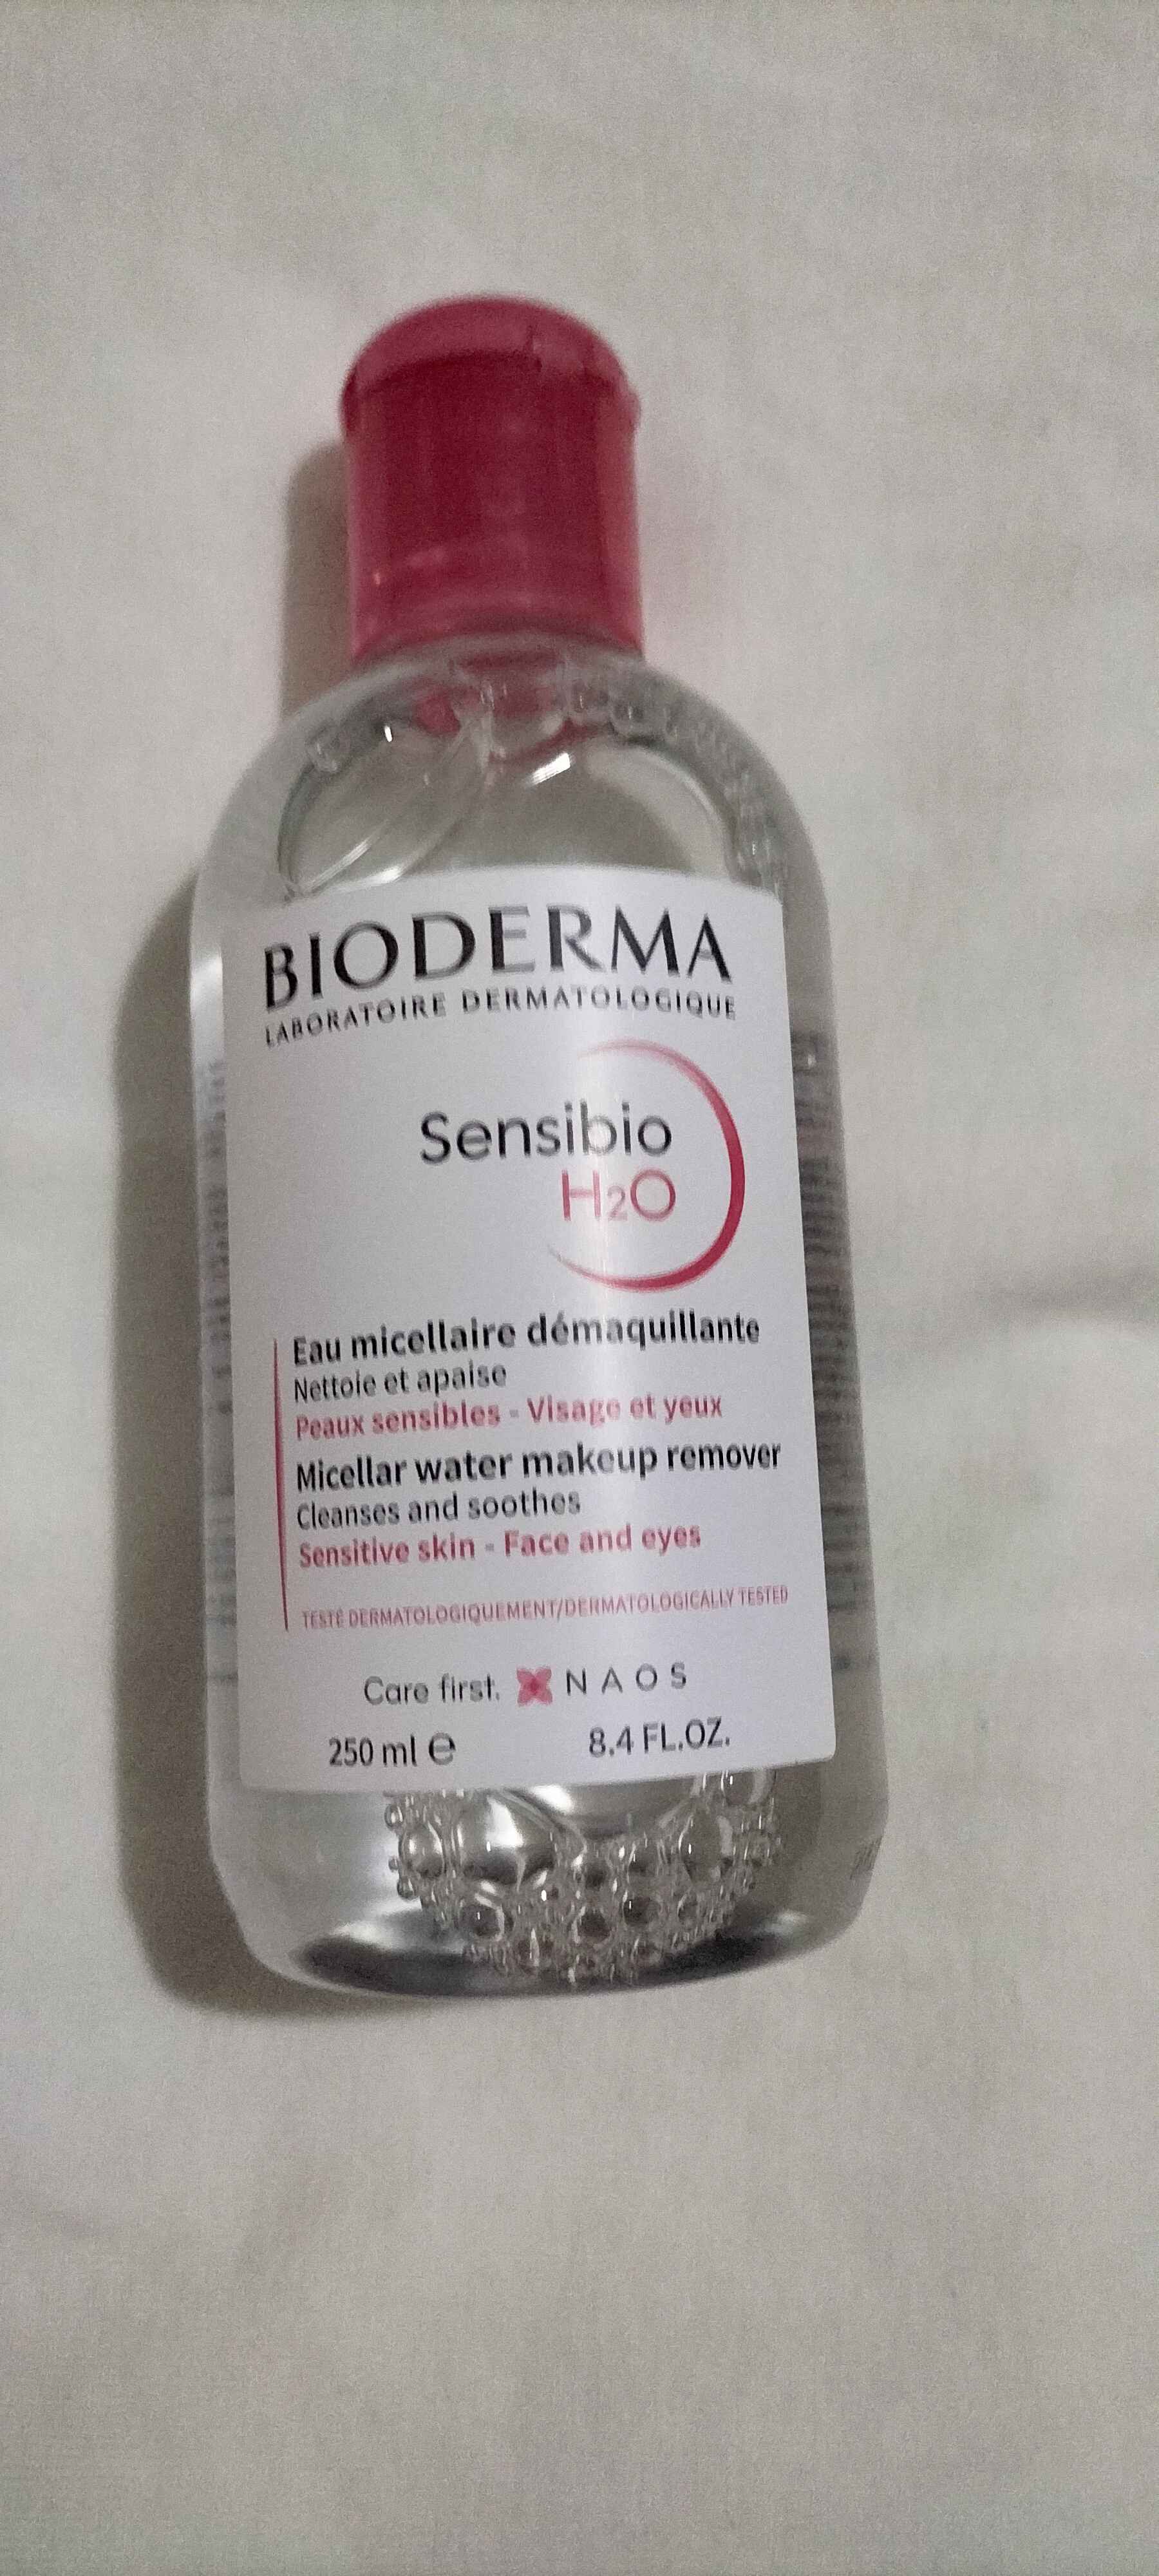 BIODERMA
LABORATOIRE DERMATOLOGIQUE
Sensibio
H2O
Eau micellaire démaquillante
Nettoie et apaise
Peaux sensibles - Visage et yeux
Micellar water makeup remover
Cleanses and soothes
Sensitive skin - Face and eyes
TESTÉ DERMATOLOGIQUEMENT/DERMATOLOGICALLY TESTED
Care first. NAOS
250 ml ℮ 8.4 FL.OZ.